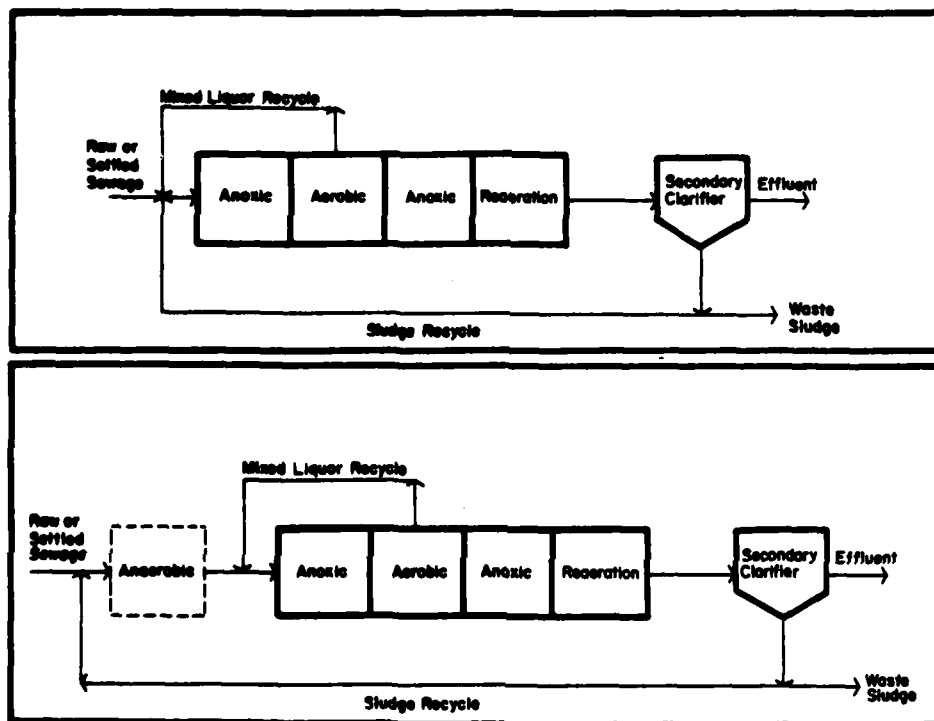 Mixed Liquor Recycle
Raw or
Settled
Sewage
Anoxic
Aerobic
Anoxic
Reaeration
Secondary
Clarifier
Effluent
Waste
Sludge
Sludge Recycle
Mixed Liquor Recycle
Raw or
Settled
Sewage
Anaerobic
Anoxic
Aerobic
Anoxic
Reaeration
Secondary
Clarifier
Effluent
Waste
Sludge
Sludge Recycle